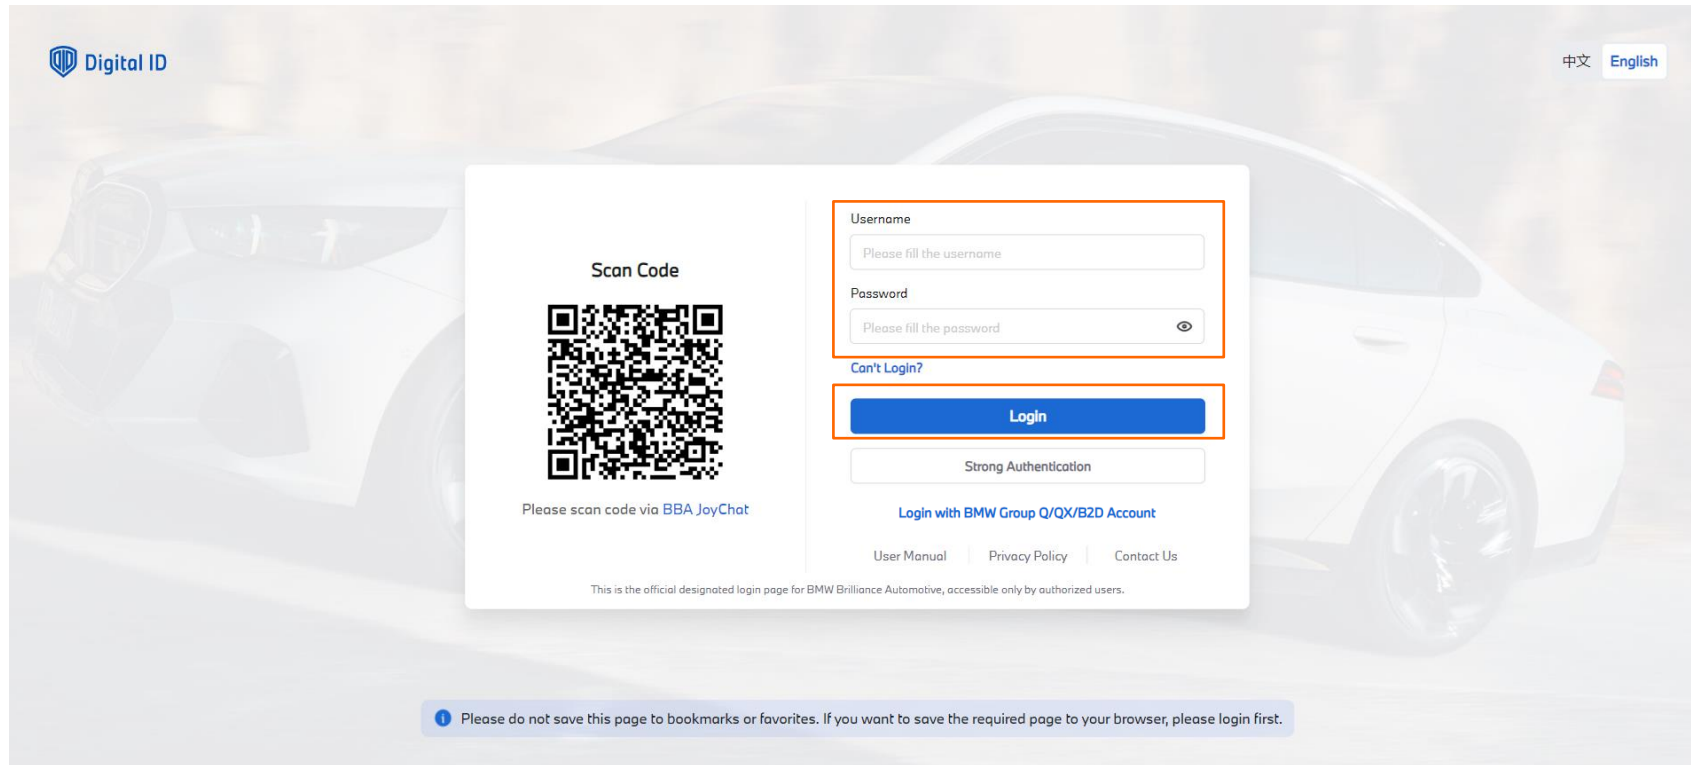 Digital ID
中文 English
Scan Code
Please scan code via BBA JoyChat
Username
Please fill the username
Password
Please fill the password
Can't Login?
Login
Strong Authentication
Login with BMW Group Q/QX/B2D Account
User Manual Privacy Policy Contact Us
This is the official designated login page for BMW Brilliance Automotive, accessible only by authorized users.
Please do not save this page to bookmarks or favorites. If you want to save the required page to your browser, please login first.